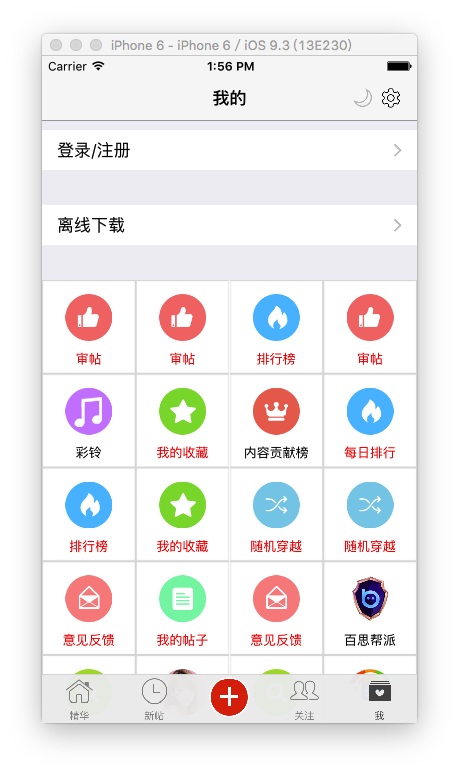 iPhone 6 - iPhone 6 / iOS 9.3 (13E230)
Carrier 1:56 PM
我的
登录/注册
离线下载
审帖 审帖 排行榜 审帖
彩铃 我的收藏 内容贡献榜 每日排行
排行榜 我的收藏 随机穿越 随机穿越
意见反馈 我的帖子 意见反馈 百思帮派
精华 新帖 关注 我